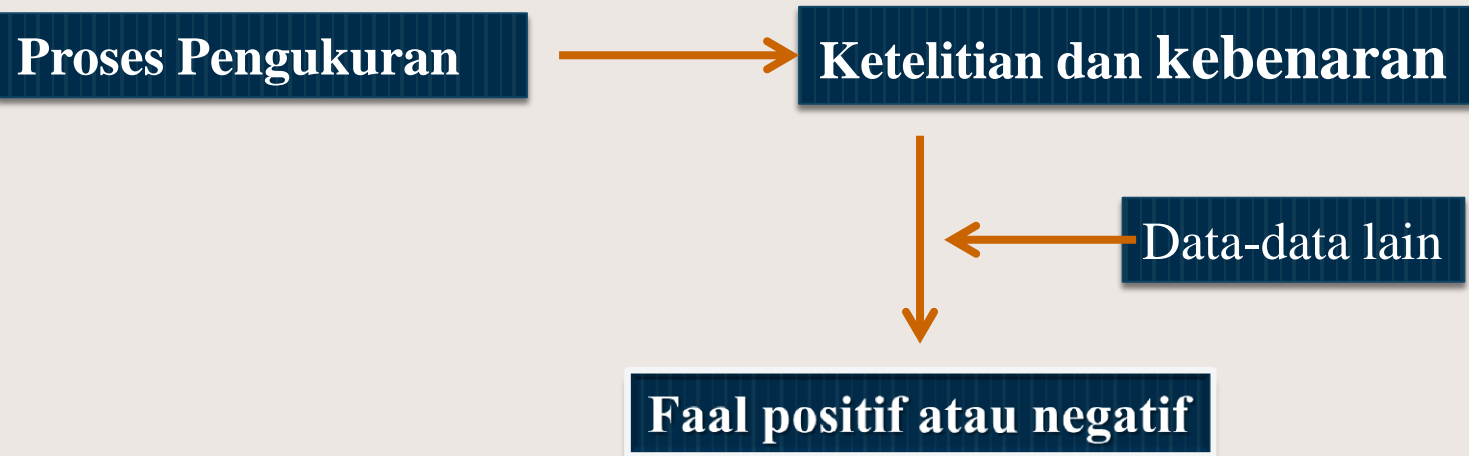 Proses Pengukuran
Ketelitian dan kebenaran
Data-data lain
Faal positif atau negatif